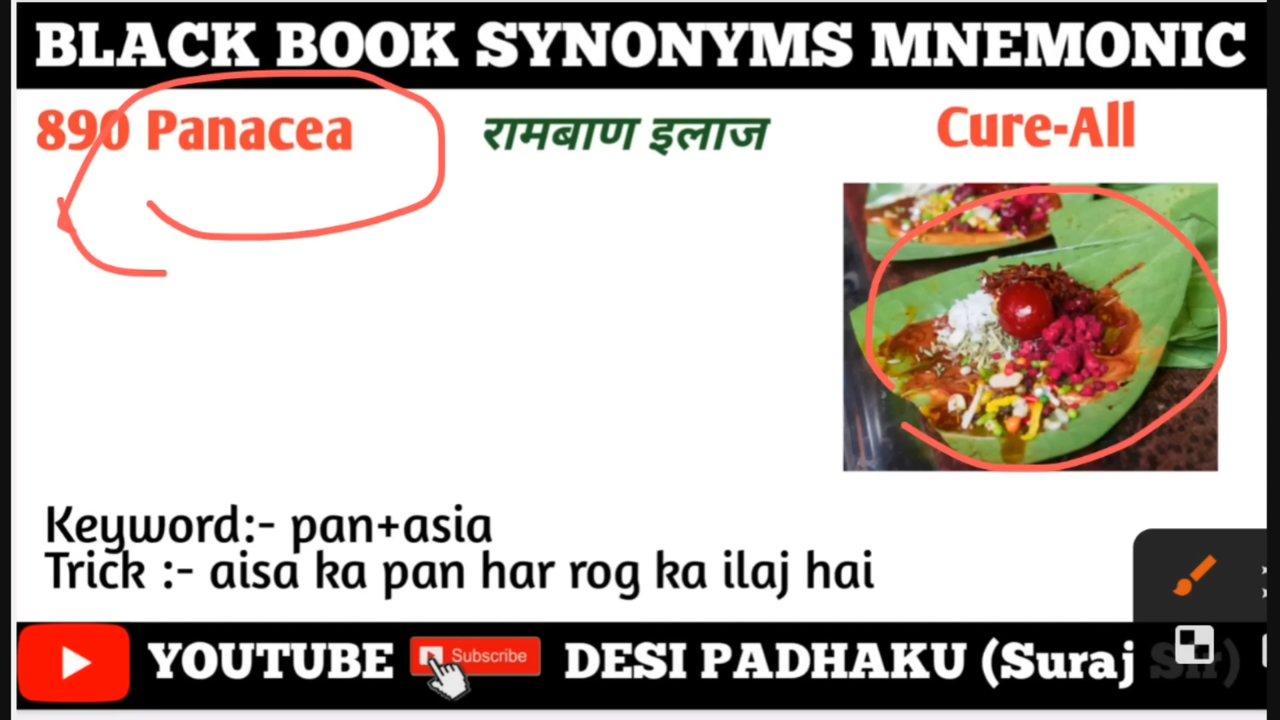 BLACK BOOK SYNONYMS MNEMONIC
890 Panacea रामबाण इलाज Cure-All
Keyword:- pan+asia
Trick :- aisa ka pan har rog ka ilaj hai
YOUTUBE Subscribe DESI PADHAKU (Suraj Sir)